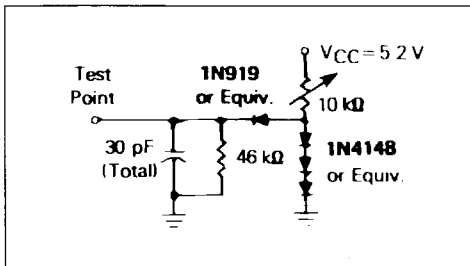 VCC = 5 2 V
Test
Point
1N919
or Equiv.
10 kΩ
30 pF
(Total)
46 kΩ
1N4148
or Equiv.